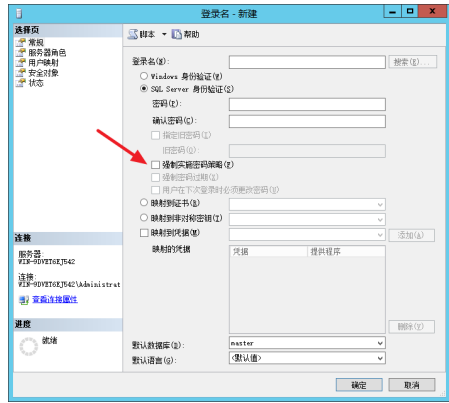 登录名 - 新建
选择页
常规
服务器角色
用户映射
安全对象
状态
脚本
帮助
登录名(N):
搜索(E)...
Windows 身份验证(W)
SQL Server 身份验证(S)
密码(P):
确认密码(C):
指定旧密码(I)
旧密码(O):
强制实施密码策略(F)
强制密码过期(X)
用户在下次登录时必须更改密码(U)
映射到证书(R)
映射到非对称密钥(T)
映射到凭据(M)
添加(A)
映射的凭据
凭据
提供程序
删除(V)
默认数据库(D):
master
默认语言(G):
<默认值>
连接
服务器:
WIN-9DVET6KJ542
连接:
WIN-9DVET6KJ542\Administrat
查看连接属性
进度
就绪
确定
取消